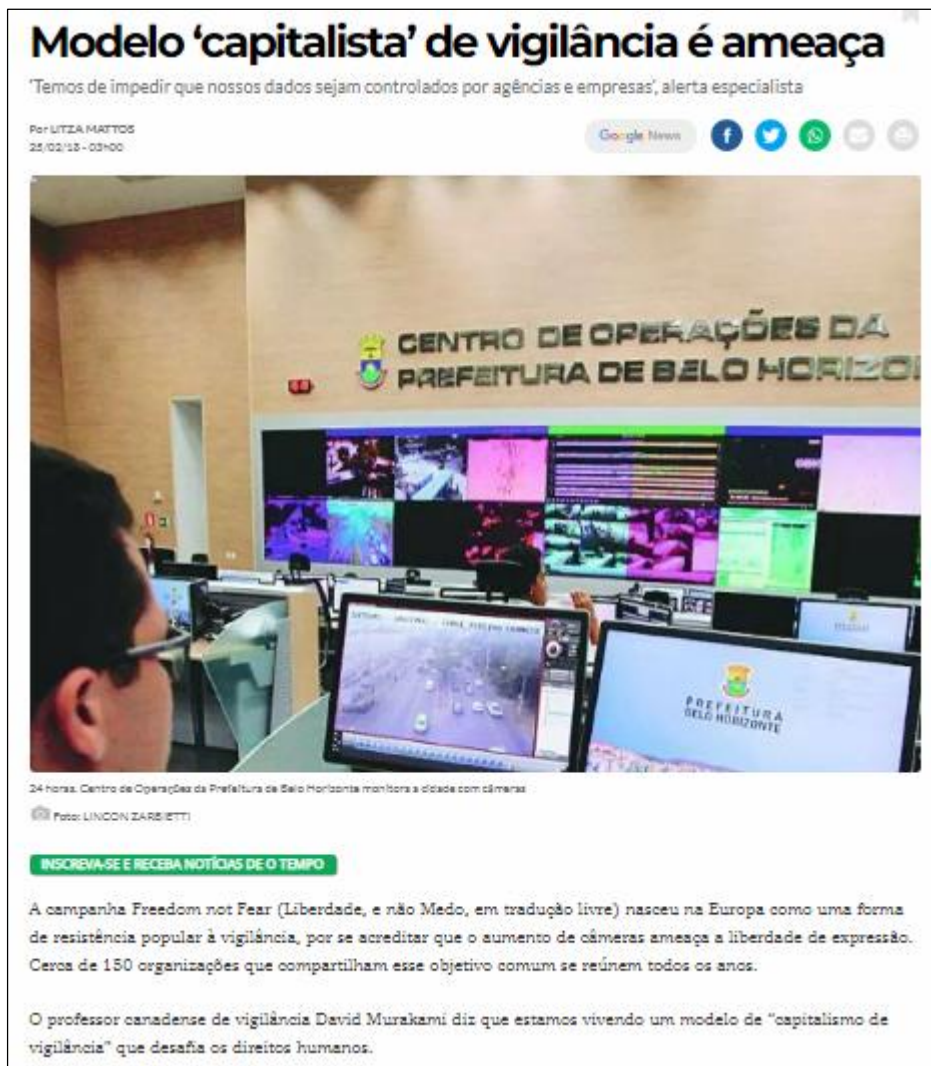 Modelo ‘capitalista’ de vigilância é ameaça
'Temos de impedir que nossos dados sejam controlados por agências e empresas', alerta especialista
Por LITZA MATTOS
25/02/18 - 03h00
Google News
CENTRO DE OPERAÇÕES DA
PREFEITURA DE BELO HORIZON
PREFEITURA
BELO HORIZONTE
24 horas. Centro de Operações da Prefeitura de Belo Horizonte monitora a cidade com câmeras
Foto: LINCON ZARBIETTI
INSCREVA-SE E RECEBA NOTÍCIAS DE O TEMPO
A campanha Freedom not Fear (Liberdade, e não Medo, em tradução livre) nasceu na Europa como uma forma
de resistência popular à vigilância, por se acreditar que o aumento de câmeras ameaça a liberdade de expressão.
Cerca de 150 organizações que compartilham esse objetivo comum se reúnem todos os anos.
O professor canadense de vigilância David Murakami diz que estamos vivendo um modelo de “capitalismo de
vigilância” que desafia os direitos humanos.